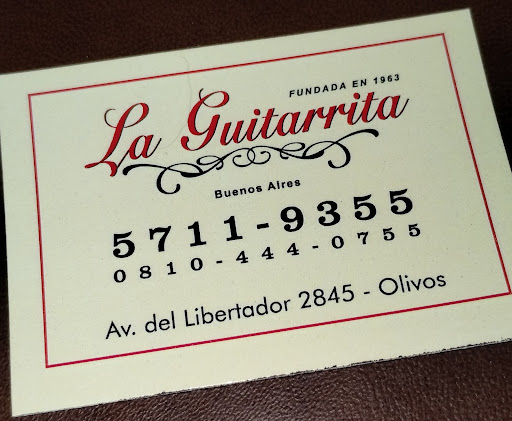 FUNDADA EN 1963
La Guitarrita
Buenos Aires
5711-9355
0810-444-0755
Av. del Libertador 2845 - Olivos